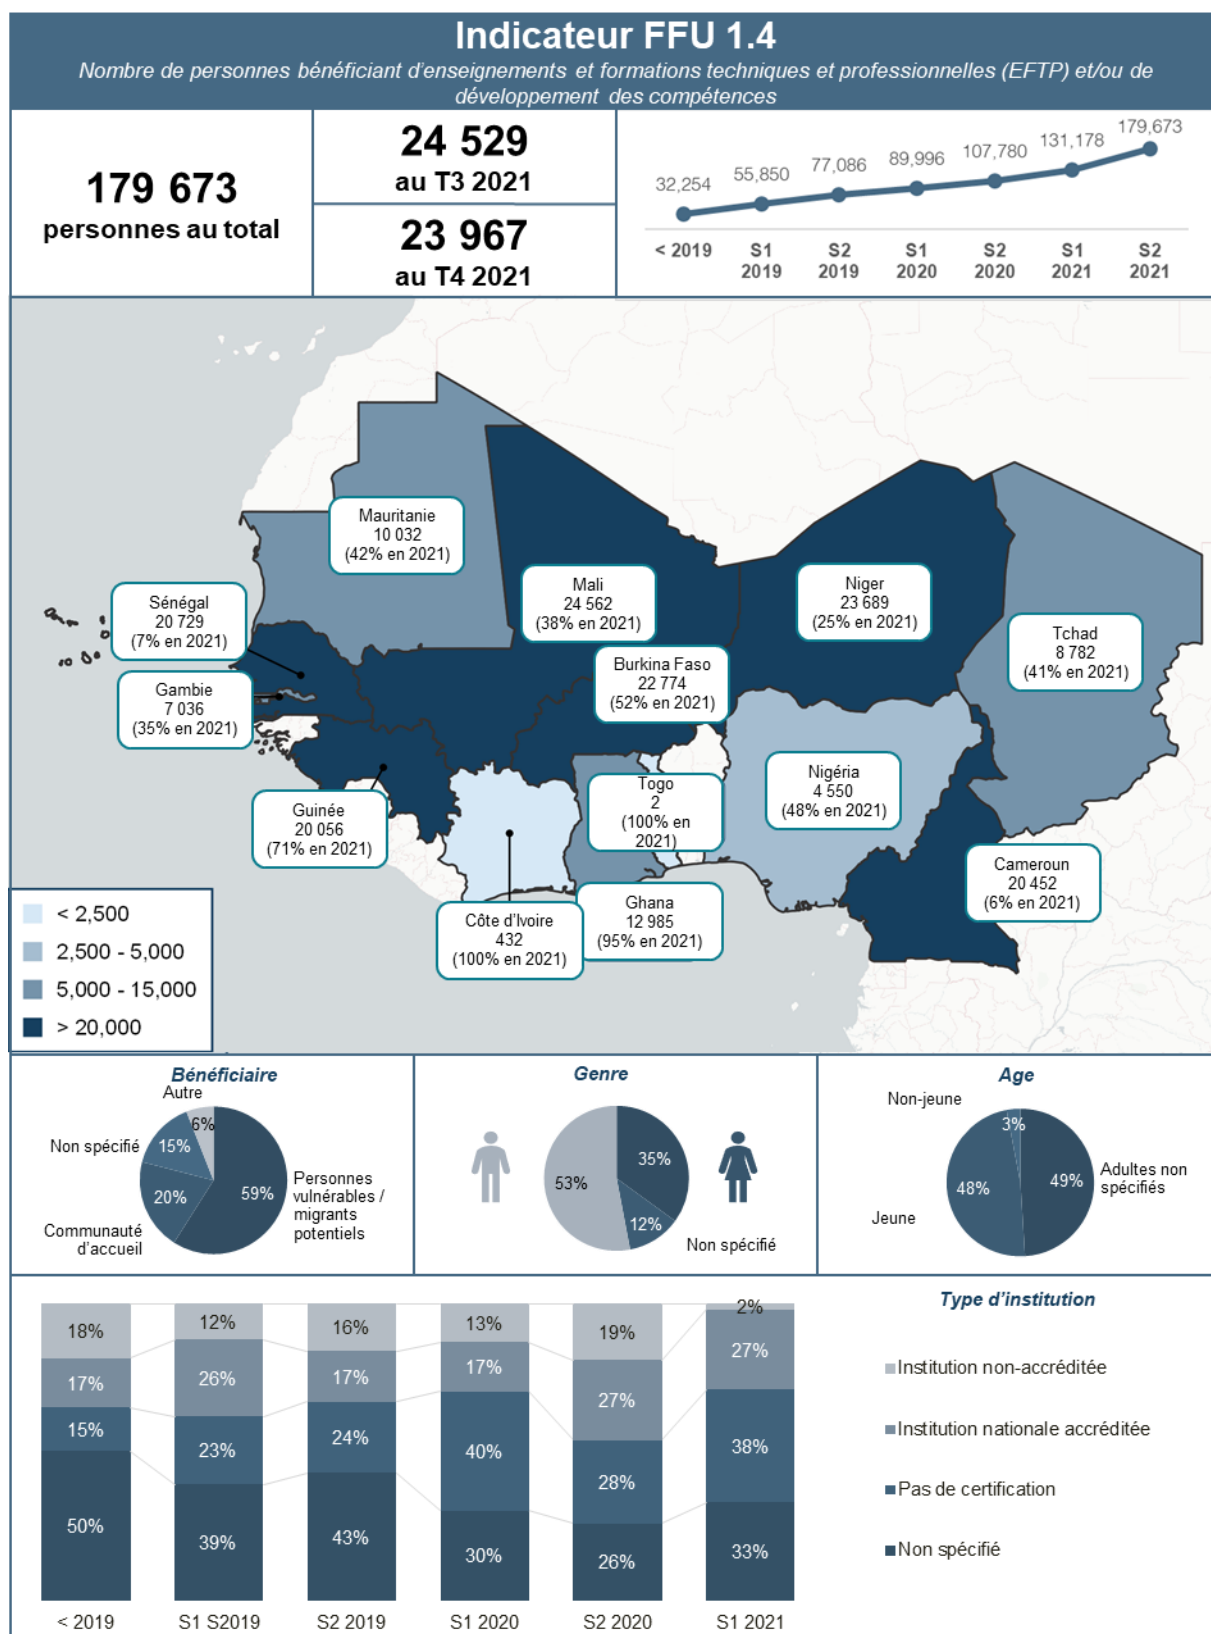 Indicateur FFU 1.4
Nombre de personnes bénéficiant d'enseignements et formations techniques et professionnelles (EFTP) et/ou de
développement des compétences
179 673
personnes au total
24 529
au T3 2021
23 967
au T4 2021
32,254
55,850
77,086
89,996
107,780
131,178
179,673
< 2019
S1
2019
S2
2019
S1
2020
S2
2020
S1
2021
S2
2021
Mauritanie
10 032
(42% en 2021)
Mali
24 562
(38% en 2021)
Niger
23 689
(25% en 2021)
Tchad
8 782
(41% en 2021)
Sénégal
20 729
(7% en 2021)
Gambie
7 036
(35% en 2021)
Burkina Faso
22 774
(52% en 2021)
Guinée
20 056
(71% en 2021)
Togo
2
(100% en
2021)
Nigéria
4 550
(48% en 2021)
Cameroun
20 452
(6% en 2021)
Côte d'Ivoire
432
(100% en 2021)
Ghana
12 985
(95% en 2021)
< 2,500
2,500 - 5,000
5,000 - 15,000
> 20,000
Bénéficiaire
Autre
6%
Non spécifié
15%
20%
59%
Personnes
vulnérables /
migrants
potentiels
Communauté
d'accueil
Genre
53%
35%
12%
Non spécifié
Age
Non-jeune
3%
48%
49%
Adultes non
spécifiés
Jeune
Type d'institution
18%
17%
15%
50%
12%
26%
23%
39%
16%
17%
24%
43%
13%
17%
40%
30%
19%
27%
28%
26%
2%
27%
38%
33%
< 2019
S1 S2019
S2 2019
S1 2020
S2 2020
S1 2021
Institution non-accréditée
Institution nationale accréditée
Pas de certification
Non spécifié